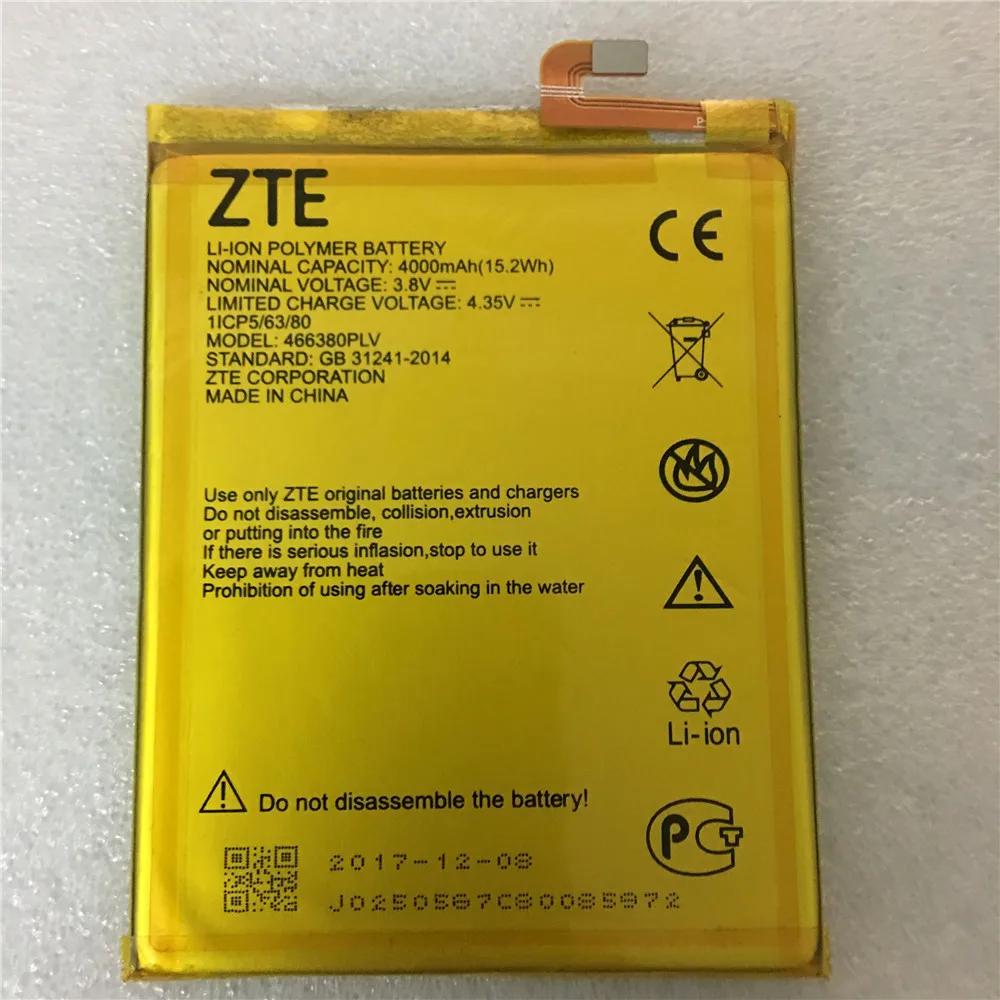 ZTE
LI-ION POLYMER BATTERY
NOMINAL CAPACITY: 4000mAh(15.2Wh)
NOMINAL VOLTAGE: 3.8V
LIMITED CHARGE VOLTAGE: 4.35V
1ICP5/63/80
MODEL: 466380PLV
STANDARD: GB 31241-2014
ZTE CORPORATION
MADE IN CHINA
CE
Use only ZTE original batteries and chargers
Do not disassemble, collision,extrusion
or putting into the fire
If there is serious inflasion,stop to use it
Keep away from heat
Prohibition of using after soaking in the water
Li-ion
Do not disassemble the battery!
PCT
2017-12-08
J0250567C80085972